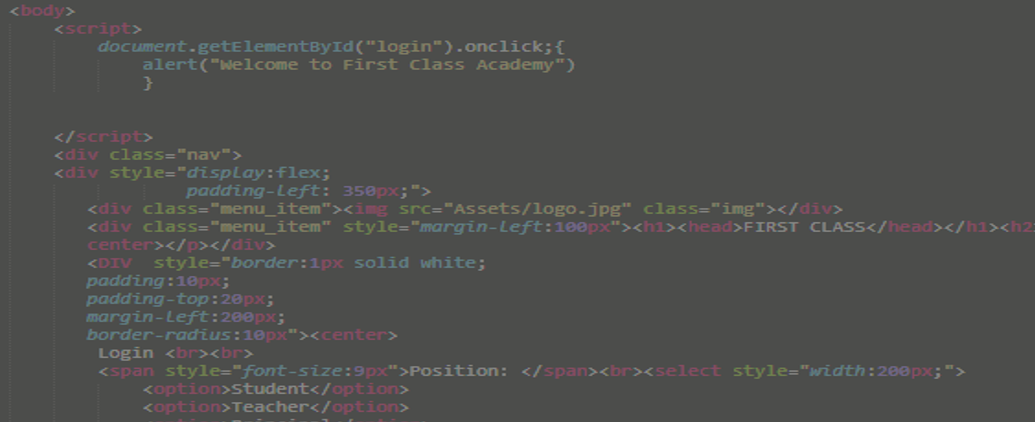 <body>
<script>
document.getElementById("login").onclick;{
alert("Welcome to First Class Academy")
}
</script>
<div class="nav">
<div style="display:flex;
padding-left: 350px;">
<div class="menu_item"><img src="Assets/logo.jpg" class="img"></div>
<div class="menu_item" style="margin-left:100px"><h1><head>FIRST CLASS</head></h1><h2
center></p></div>
<DIV  style="border:1px solid white;
padding:10px;
padding-top:20px;
margin-left:200px;
border-radius:10px"><center>
Login <br><br>
<span style="font-size:9px">Position: </span><br><select style="width:200px;">
<option>Student</option>
<option>Teacher</option>